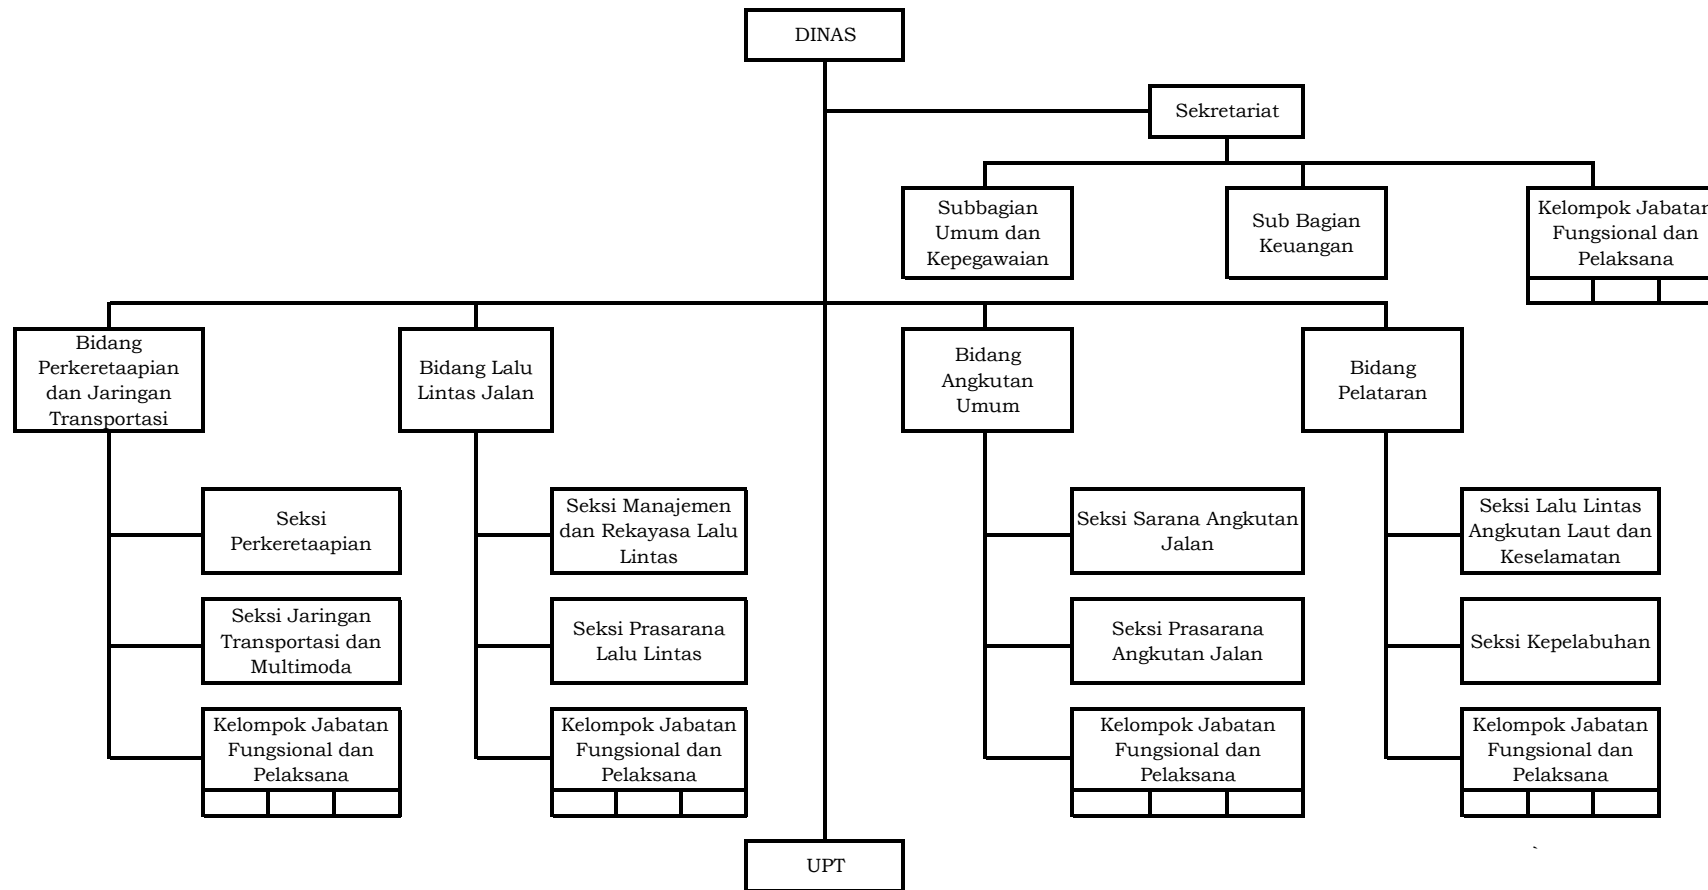 DINAS
Sekretariat
Subbagian
Umum dan
Kepegawaian
Sub Bagian
Keuangan
Kelompok Jabatan
Fungsional dan
Pelaksana
Bidang
Perkeretaapian
dan Jaringan
Transportasi
Bidang Lalu
Lintas Jalan
Bidang
Angkutan
Umum
Bidang
Pelataran
Seksi
Perkeretaapian
Seksi Manajemen
dan Rekayasa Lalu
Lintas
Seksi Sarana Angkutan
Jalan
Seksi Lalu Lintas
Angkutan Laut dan
Keselamatan
Seksi Jaringan
Transportasi dan
Multimoda
Seksi Prasarana
Lalu Lintas
Seksi Prasarana
Angkutan Jalan
Seksi Kepelabuhan
Kelompok Jabatan
Fungsional dan
Pelaksana
Kelompok Jabatan
Fungsional dan
Pelaksana
Kelompok Jabatan
Fungsional dan
Pelaksana
Kelompok Jabatan
Fungsional dan
Pelaksana
UPT
`